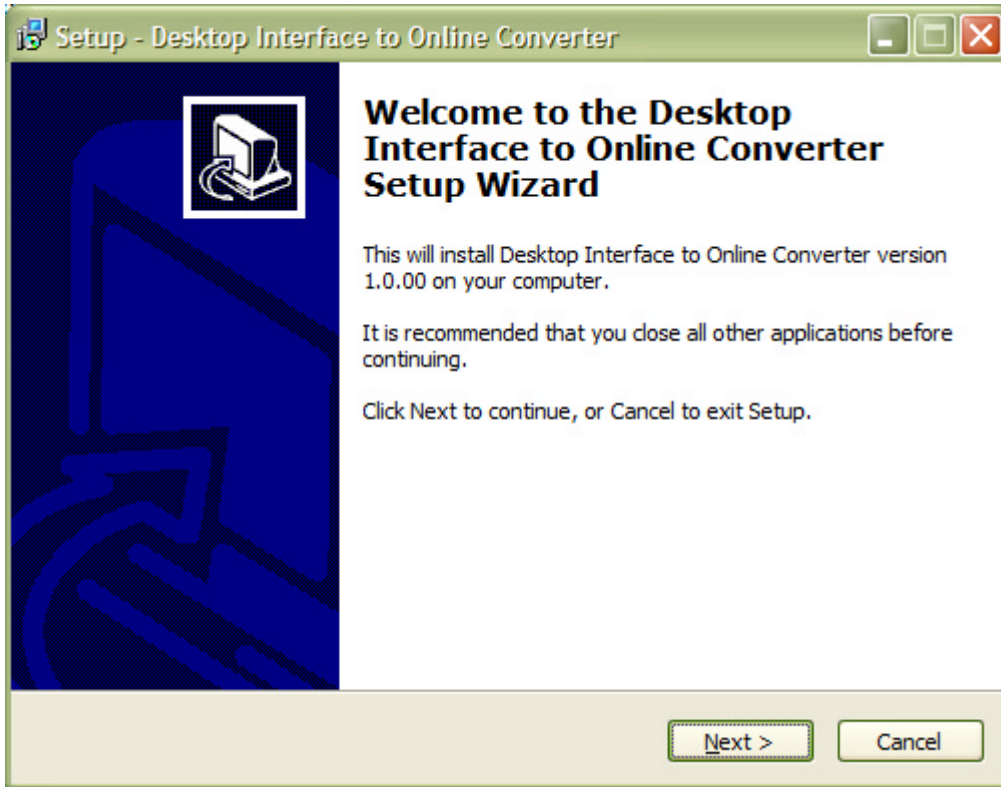 Setup - Desktop Interface to Online Converter
Welcome to the Desktop
Interface to Online Converter
Setup Wizard
This will install Desktop Interface to Online Converter version
1.0.00 on your computer.
It is recommended that you close all other applications before
continuing.
Click Next to continue, or Cancel to exit Setup.
Next >
Cancel